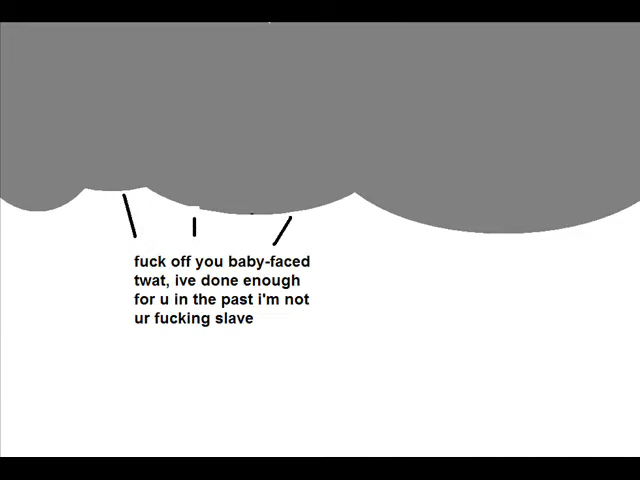 fuck off you baby-faced
twat, ive done enough
for u in the past i'm not
ur fucking slave